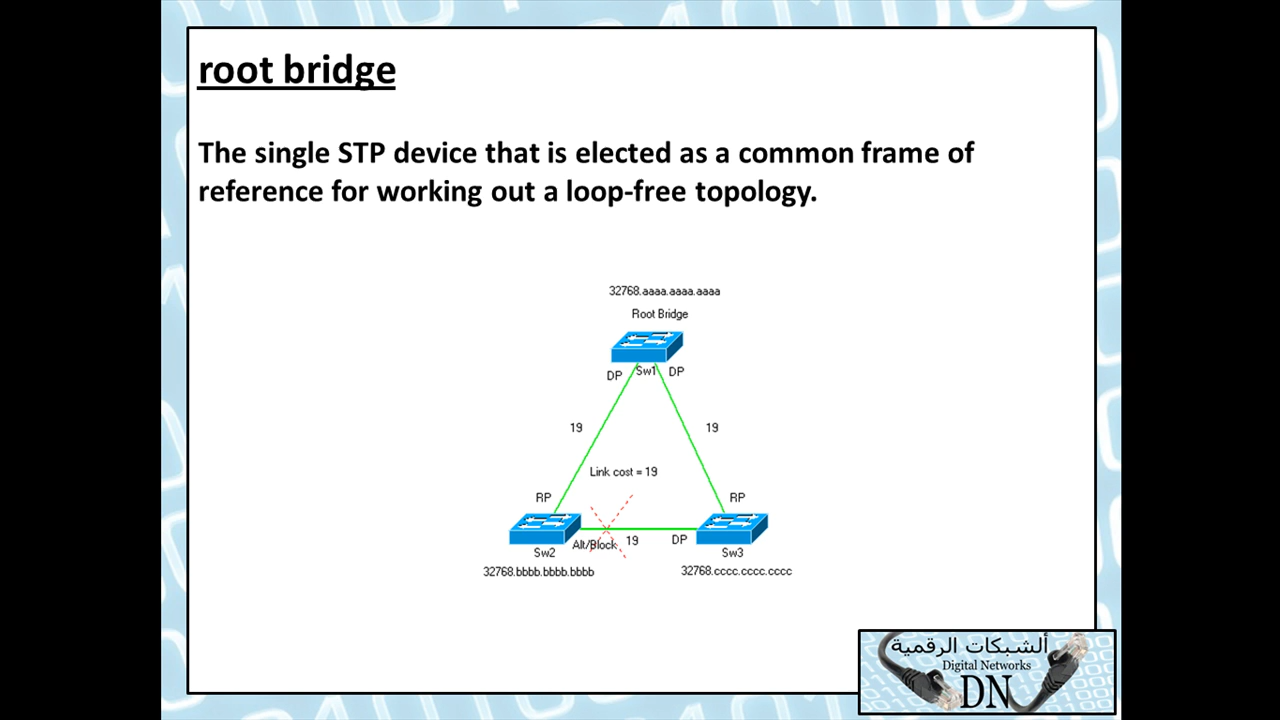 root bridge
The single STP device that is elected as a common frame of
reference for working out a loop-free topology.
32768.aaaa.aaaa.aaaa
Root Bridge
DP Sw1 DP
19 19
Link cost = 19
RP RP
Alt/Block 19 DP
Sw2 Sw3
32768.bbbb.bbbb.bbbb 32768.cccc.cccc.cccc
ألشبكات الرقمية
Digital Networks
DN